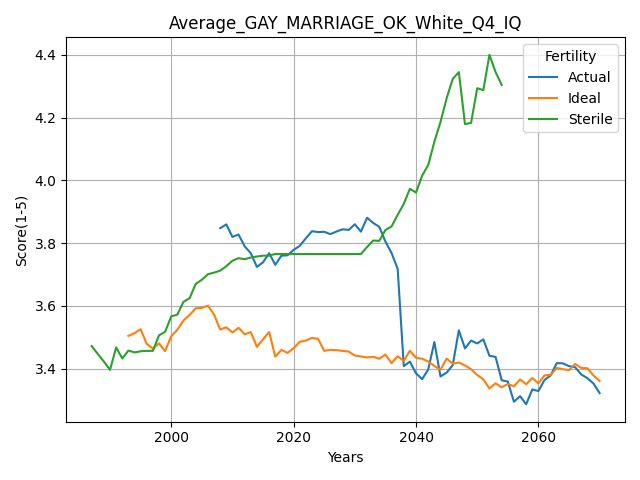 Average_GAY_MARRIAGE_OK_White_Q4_IQ
Fertility
Actual
Ideal
Sterile
Score(1-5)
4.4
4.2
4.0
3.8
3.6
3.4
2000
2020
2040
2060
Years